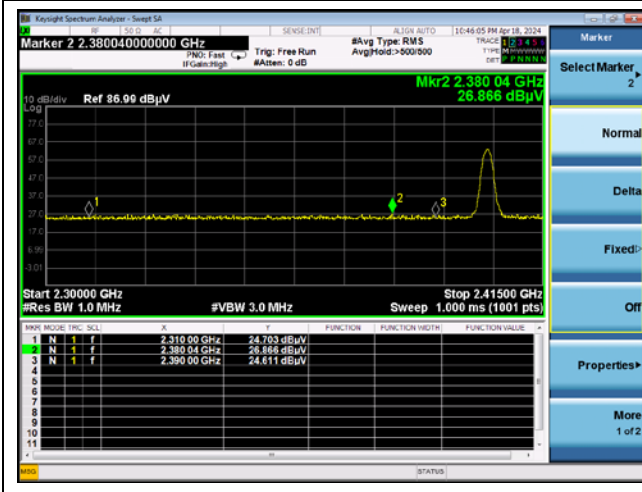 Keysight Spectrum Analyzer - Swept SA
RF 50 Ω AC SENSE:INT ALIGN AUTO 10:46:05 PM Apr 18, 2024
Marker 2 2.380040000000 GHz
PNO: Fast
IFGain:High
Trig: Free Run
#Atten: 0 dB
#Avg Type: RMS
Avg|Hold:>500/500
TRACE 1 2 3 4 5 6
TYPE
DET P P N N N N
Mkr2 2.380 04 GHz
26.866 dBµV
10 dB/div Ref 86.99 dBµV
Log
77.0
67.0
57.0
47.0
37.0
27.0
17.0
6.99
-3.01
1
2
3
Start 2.30000 GHz Stop 2.41500 GHz
#Res BW 1.0 MHz #VBW 3.0 MHz Sweep 1.000 ms (1001 pts)
MKR MODE TRC SCL X Y FUNCTION FUNCTION WIDTH FUNCTION VALUE
1 N 1 f 2.310 00 GHz 24.703 dBµV
2 N 1 f 2.380 04 GHz 26.866 dBµV
3 N 1 f 2.390 00 GHz 24.611 dBµV
4
5
6
7
8
9
10
11
MSG STATUS
Marker
Select Marker
2
Normal
Delta
Fixed
Off
Properties
More
1 of 2